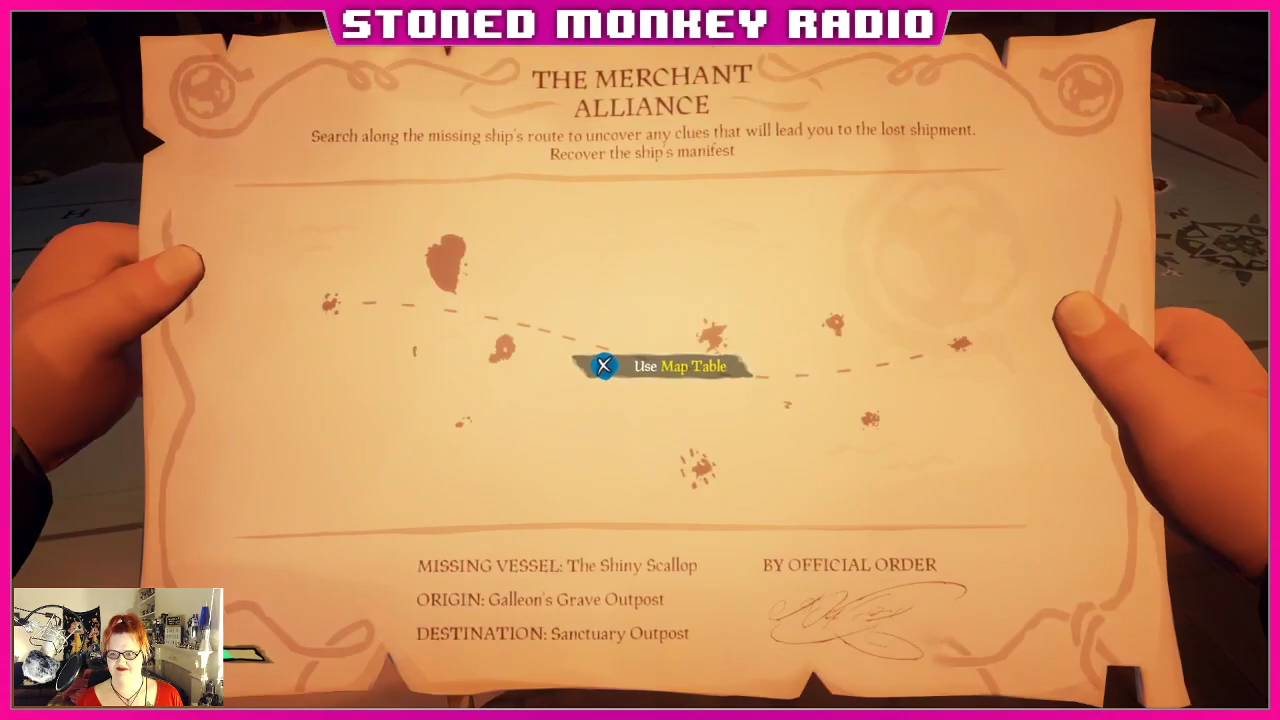 STONED MONKEY RADIO
THE MERCHANT
ALLIANCE
Search along the missing ship's route to uncover any clues that will lead you to the lost shipment.
Recover the ship's manifest
X Use Map Table
MISSING VESSEL: The Shiny Scallop
BY OFFICIAL ORDER
ORIGIN: Galleon's Grave Outpost
DESTINATION: Sanctuary Outpost